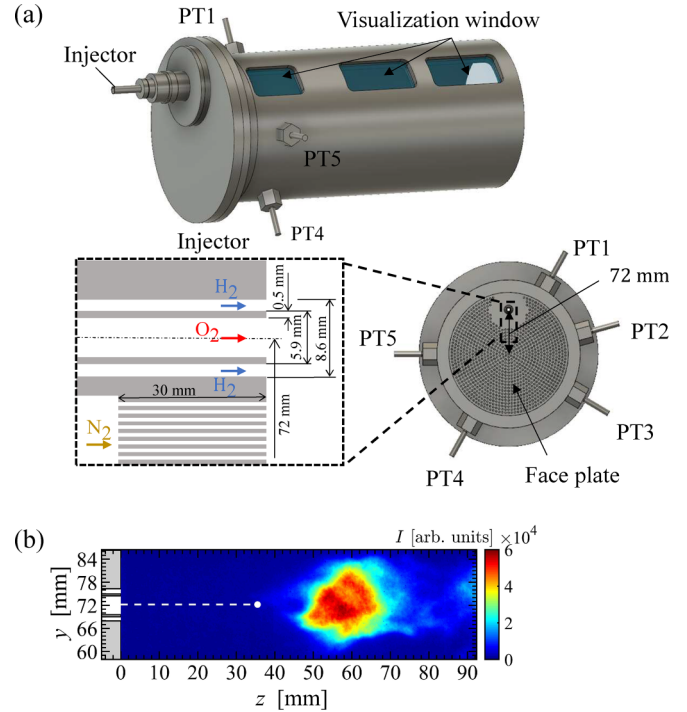 (a)
PT1
Visualization window
Injector
PT5
PT4
Injector
H2
O2
H2
N2
0.5 mm
5.9 mm
8.6 mm
30 mm
72 mm
PT1
72 mm
PT5
PT2
PT3
PT4
Face plate
(b)
I [arb. units] ×10^4
84
78
72
66
60
y [mm]
0 10 20 30 40 50 60 70 80 90
z [mm]
6
4
2
0